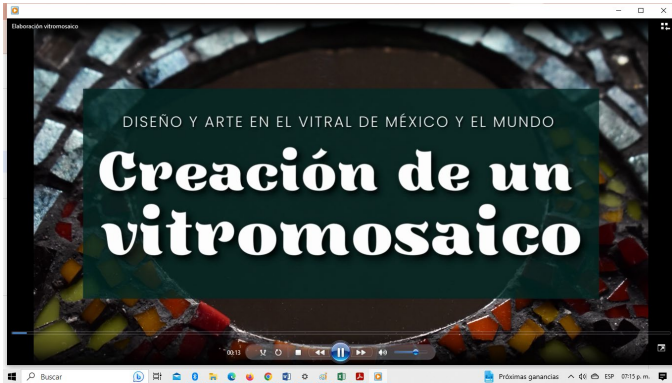 Elaboración vitromosaico
DISEÑO Y ARTE EN EL VITRAL DE MÉXICO Y EL MUNDO
Creación de un
vitromosaico
00:13
Buscar
Próximas ganancias
ESP
07:15 p. m.